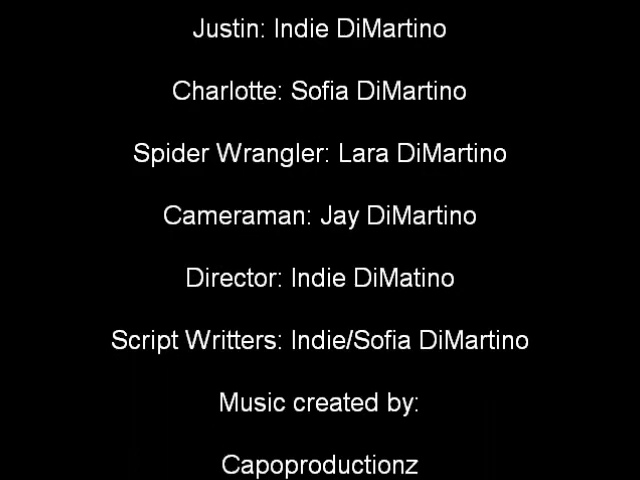 Justin: Indie DiMartino
Charlotte: Sofia DiMartino
Spider Wrangler: Lara DiMartino
Cameraman: Jay DiMartino
Director: Indie DiMatino
Script Writters: Indie/Sofia DiMartino
Music created by:
Capoproductionz